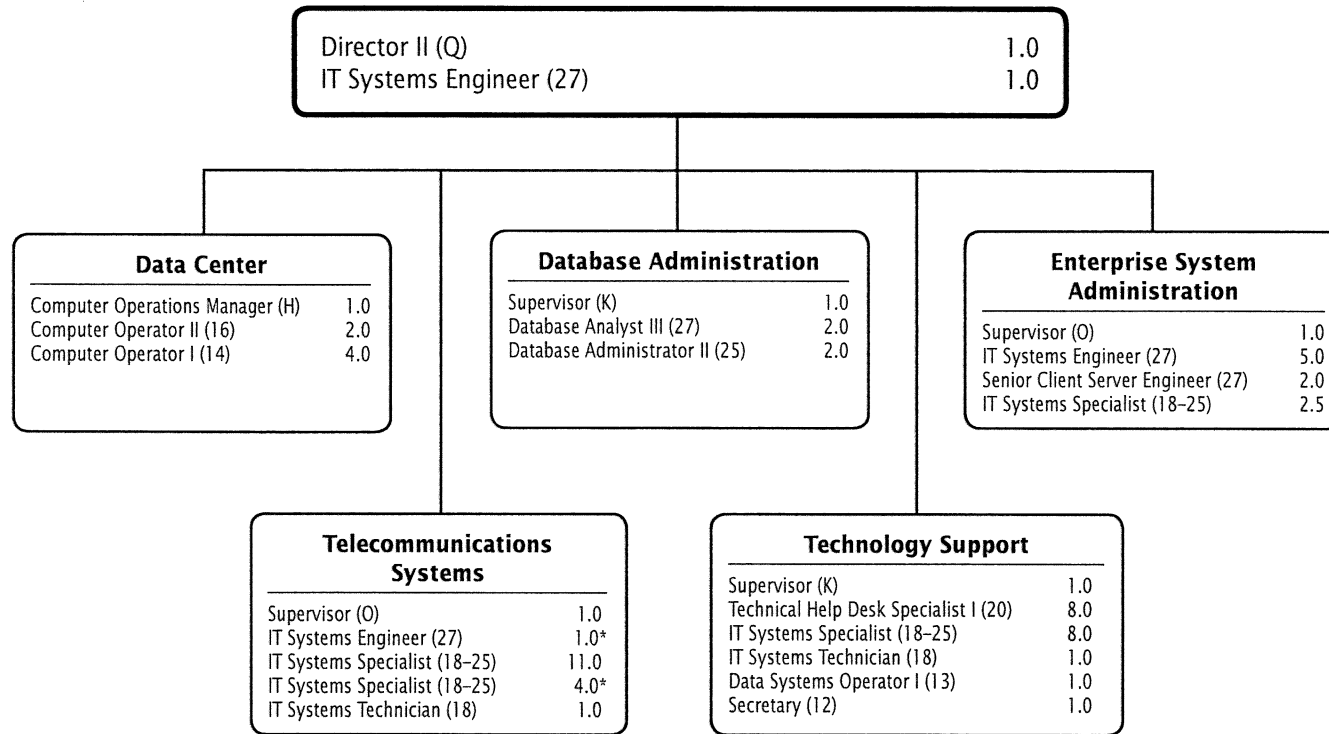 Director II (Q) 1.0
IT Systems Engineer (27) 1.0
Data Center
Computer Operations Manager (H) 1.0
Computer Operator II (16) 2.0
Computer Operator I (14) 4.0
Database Administration
Supervisor (K) 1.0
Database Analyst III (27) 2.0
Database Administrator II (25) 2.0
Enterprise System
Administration
Supervisor (O) 1.0
IT Systems Engineer (27) 5.0
Senior Client Server Engineer (27) 2.0
IT Systems Specialist (18–25) 2.5
Telecommunications
Systems
Supervisor (O) 1.0
IT Systems Engineer (27) 1.0*
IT Systems Specialist (18–25) 11.0
IT Systems Specialist (18–25) 4.0*
IT Systems Technician (18) 1.0
Technology Support
Supervisor (K) 1.0
Technical Help Desk Specialist I (20) 8.0
IT Systems Specialist (18–25) 8.0
IT Systems Technician (18) 1.0
Data Systems Operator I (13) 1.0
Secretary (12) 1.0